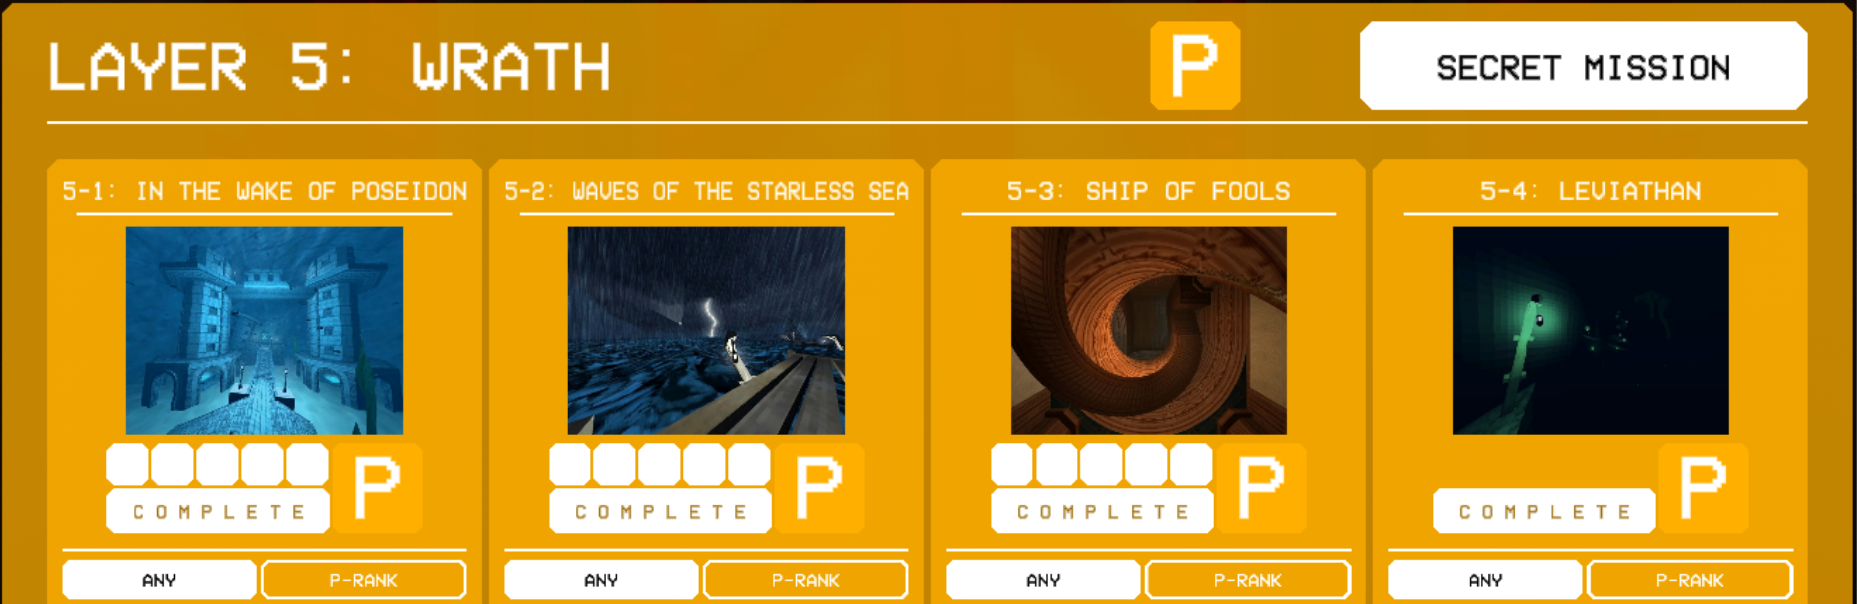 LAYER 5: WRATH
P
SECRET MISSION
5-1: IN THE WAKE OF POSEIDON
5-2: WAVES OF THE STARLESS SEA
5-3: SHIP OF FOOLS
5-4: LEVIATHAN
P
COMPLETE
P
COMPLETE
P
COMPLETE
P
COMPLETE
ANY
P-RANK
ANY
P-RANK
ANY
P-RANK
ANY
P-RANK